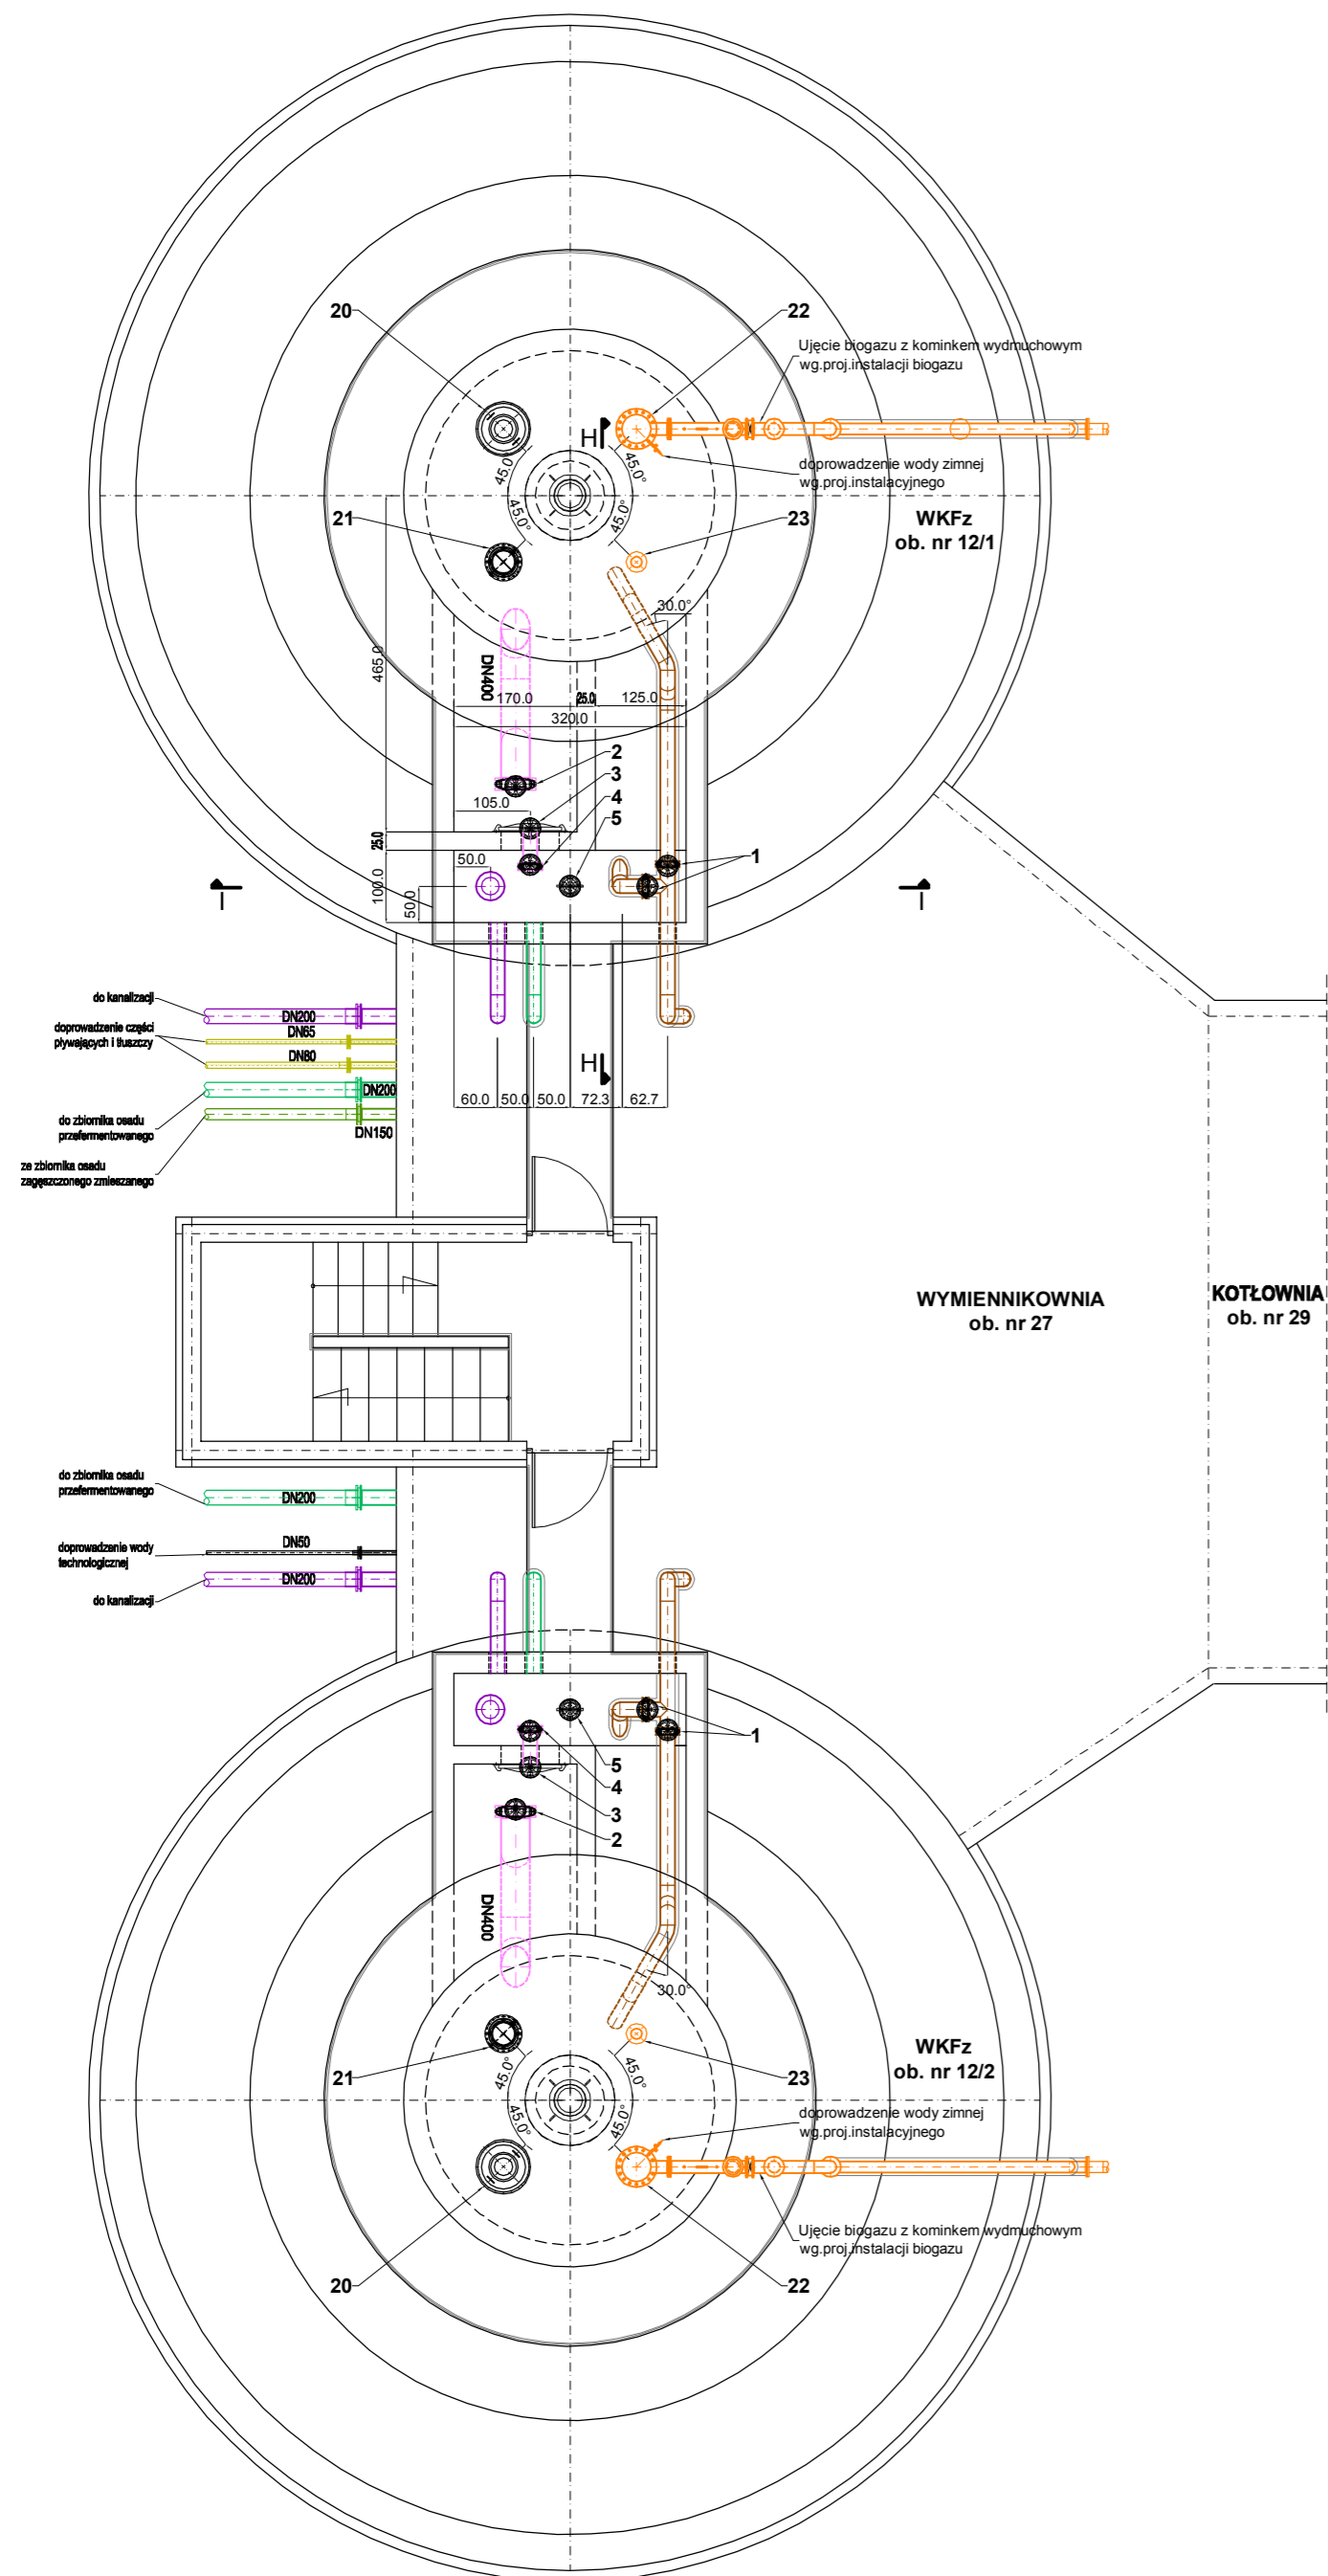 20
22
Ujęcie biogazu z kominkem wydmuchowym
wg.proj.instalacji biogazu
H
45.0°
45.0°
doprowadzenie wody zimnej
wg.proj.instalacyjnego
21
45.0°
45.0°
23
WKFz
ob. nr 12/1
30.0°
465.0
DN400
170.0
25.0
125.0
320.0
2
3
4
5
105.0
25.0
50.0
1
100.0
50.0
I
I
do kanalizacji
DN200
doprowadzenie części
pływających i tłuszczy
DN65
DN80
H
DN200
60.0
50.0
50.0
72.3
62.7
do zbiornika osadu
przefermentowanego
DN150
ze zbiornika osadu
zagęszczonego zmieszanego
WYMIENNIKOWNIA
ob. nr 27
KOTŁOWNIA
ob. nr 29
do zbiornika osadu
przefermentowanego
DN200
DN50
doprowadzenie wody
technologicznej
DN200
do kanalizacji
1
5
4
3
2
DN400
30.0°
WKFz
ob. nr 12/2
21
45.0°
45.0°
23
45.0°
45.0°
doprowadzenie wody zimnej
wg.proj.instalacyjnego
Ujęcie biogazu z kominkem wydmuchowym
wg.proj.instalacji biogazu
20
22